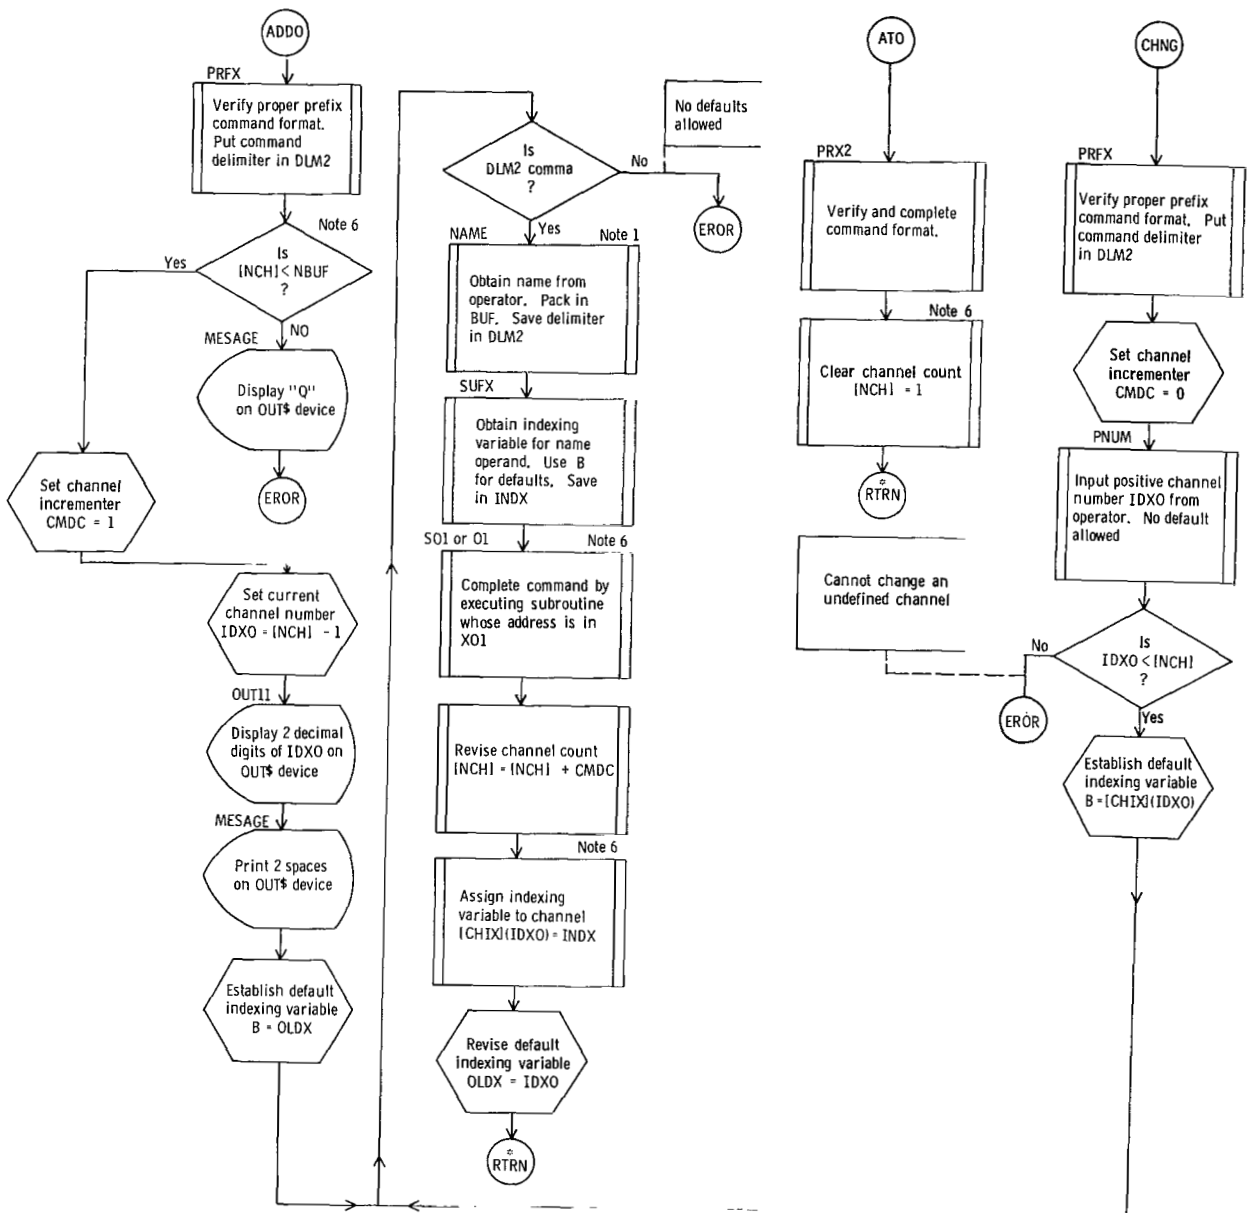 ADDO
PRFX
Verify proper prefix
command format.
Put command
delimiter in DLM2
Note 6
Is
[NCH] < NBUF
?
Yes
NO
MESAGE
Display "Q"
on OUT$ device
EROR
Set channel
incrementer
CMDC = 1
Set current
channel number
IDXO = [NCH] - 1
OUT11
Display 2 decimal
digits of IDXO on
OUT$ device
MESAGE
Print 2 spaces
on OUT$ device
Establish default
indexing variable
B = OLDX
Is
DLM2 comma
?
No
No defaults
allowed
EROR
Yes
NAME
Note 1
Obtain name from
operator. Pack in
BUF. Save delimiter
in DLM2
SUFX
Obtain indexing
variable for name
operand. Use B
for defaults. Save
in INDX
SO1 or O1
Note 6
Complete command by
executing subroutine
whose address is in
XO1
Revise channel count
[NCH] = [NCH] + CMDC
Note 6
Assign indexing
variable to channel
[CHIX](IDXO) = INDX
Revise default
indexing variable
OLDX = IDXO
*
RTRN
ATO
PRX2
Verify and complete
command format.
Note 6
Clear channel count
[NCH] = 1
*
RTRN
Cannot change an
undefined channel
CHNG
PRFX
Verify proper prefix
command format. Put
command delimiter
in DLM2
Set channel
incrementer
CMDC = 0
PNUM
Input positive channel
number IDXO from
operator. No default
allowed
Is
IDXO < [NCH]
?
No
EROR
Yes
Establish default
indexing variable
B = [CHIX](IDXO)